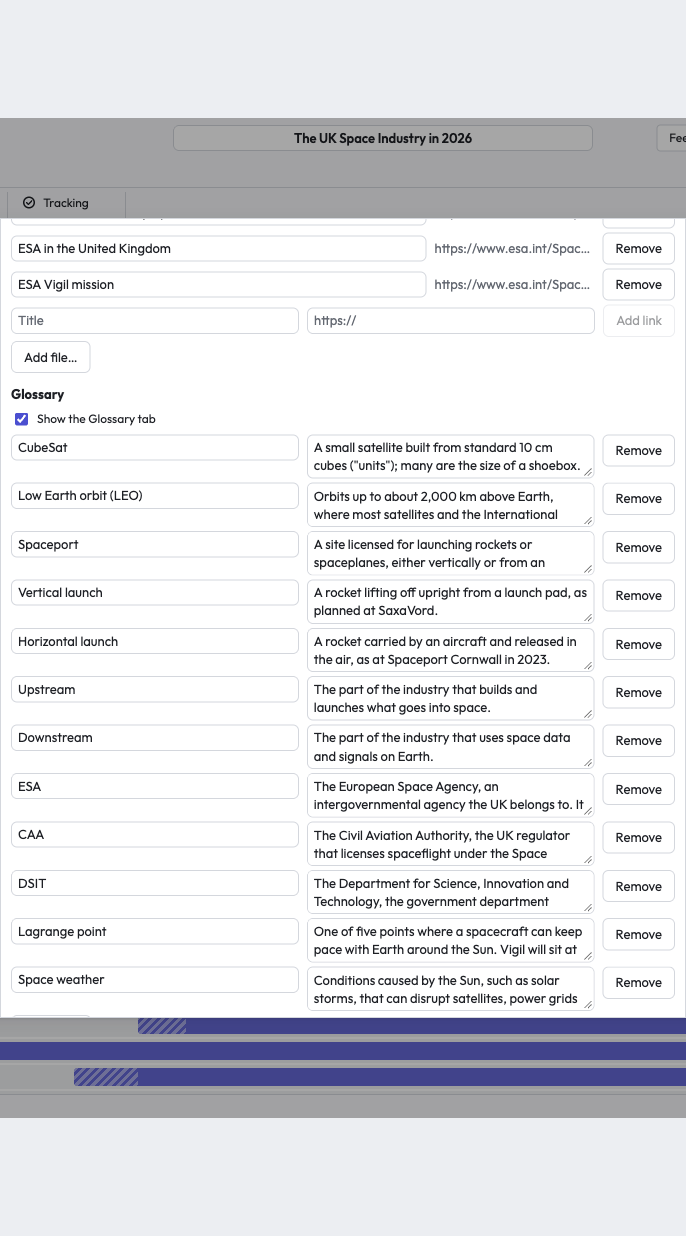 The UK Space Industry in 2026
Fee
Tracking
ESA in the United Kingdom
https://www.esa.int/Spac...
Remove
ESA Vigil mission
https://www.esa.int/Spac...
Remove
Title
https://
Add link
Add file...
Glossary
Show the Glossary tab
CubeSat
A small satellite built from standard 10 cm
cubes ("units"); many are the size of a shoebox.
Remove
Low Earth orbit (LEO)
Orbits up to about 2,000 km above Earth,
where most satellites and the International
Remove
Spaceport
A site licensed for launching rockets or
spaceplanes, either vertically or from an
Remove
Vertical launch
A rocket lifting off upright from a launch pad, as
planned at SaxaVord.
Remove
Horizontal launch
A rocket carried by an aircraft and released in
the air, as at Spaceport Cornwall in 2023.
Remove
Upstream
The part of the industry that builds and
launches what goes into space.
Remove
Downstream
The part of the industry that uses space data
and signals on Earth.
Remove
ESA
The European Space Agency, an
intergovernmental agency the UK belongs to. It
Remove
CAA
The Civil Aviation Authority, the UK regulator
that licenses spaceflight under the Space
Remove
DSIT
The Department for Science, Innovation and
Technology, the government department
Remove
Lagrange point
One of five points where a spacecraft can keep
pace with Earth around the Sun. Vigil will sit at
Remove
Space weather
Conditions caused by the Sun, such as solar
storms, that can disrupt satellites, power grids
Remove